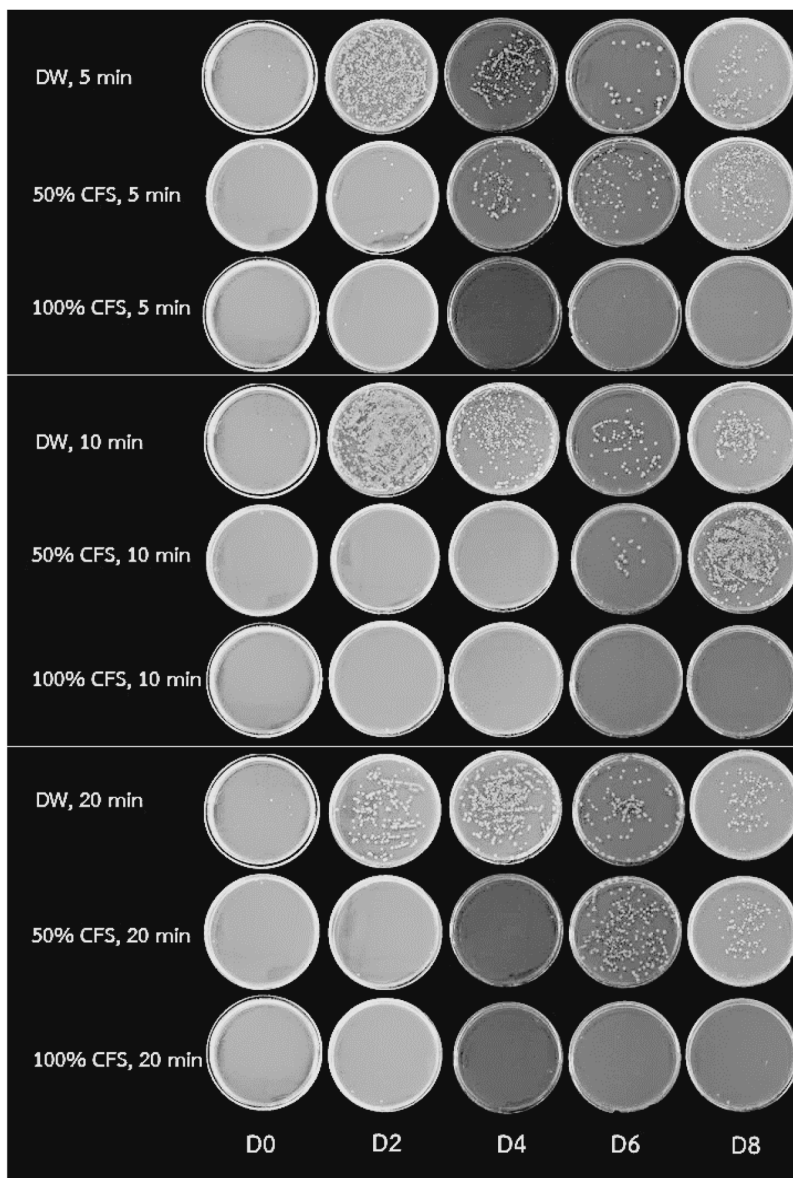 DW, 5 min
50% CFS, 5 min
100% CFS, 5 min
DW, 10 min
50% CFS, 10 min
100% CFS, 10 min
DW, 20 min
50% CFS, 20 min
100% CFS, 20 min
D0 D2 D4 D6 D8